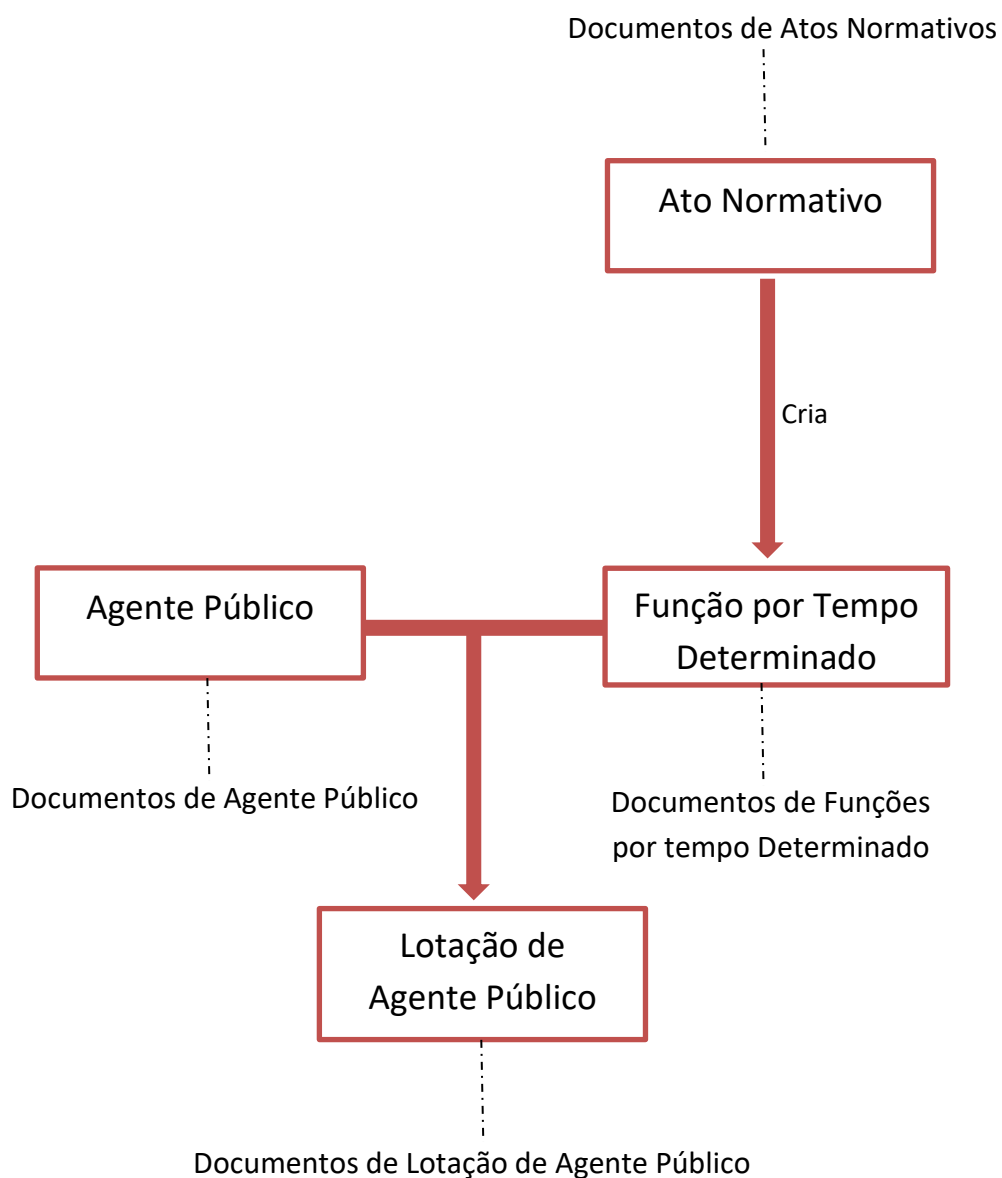 Documentos de Atos Normativos
Ato Normativo
Cria
Agente Público
Função por Tempo
Determinado
Documentos de Agente Público
Documentos de Funções
por tempo Determinado
Lotação de
Agente Público
Documentos de Lotação de Agente Público